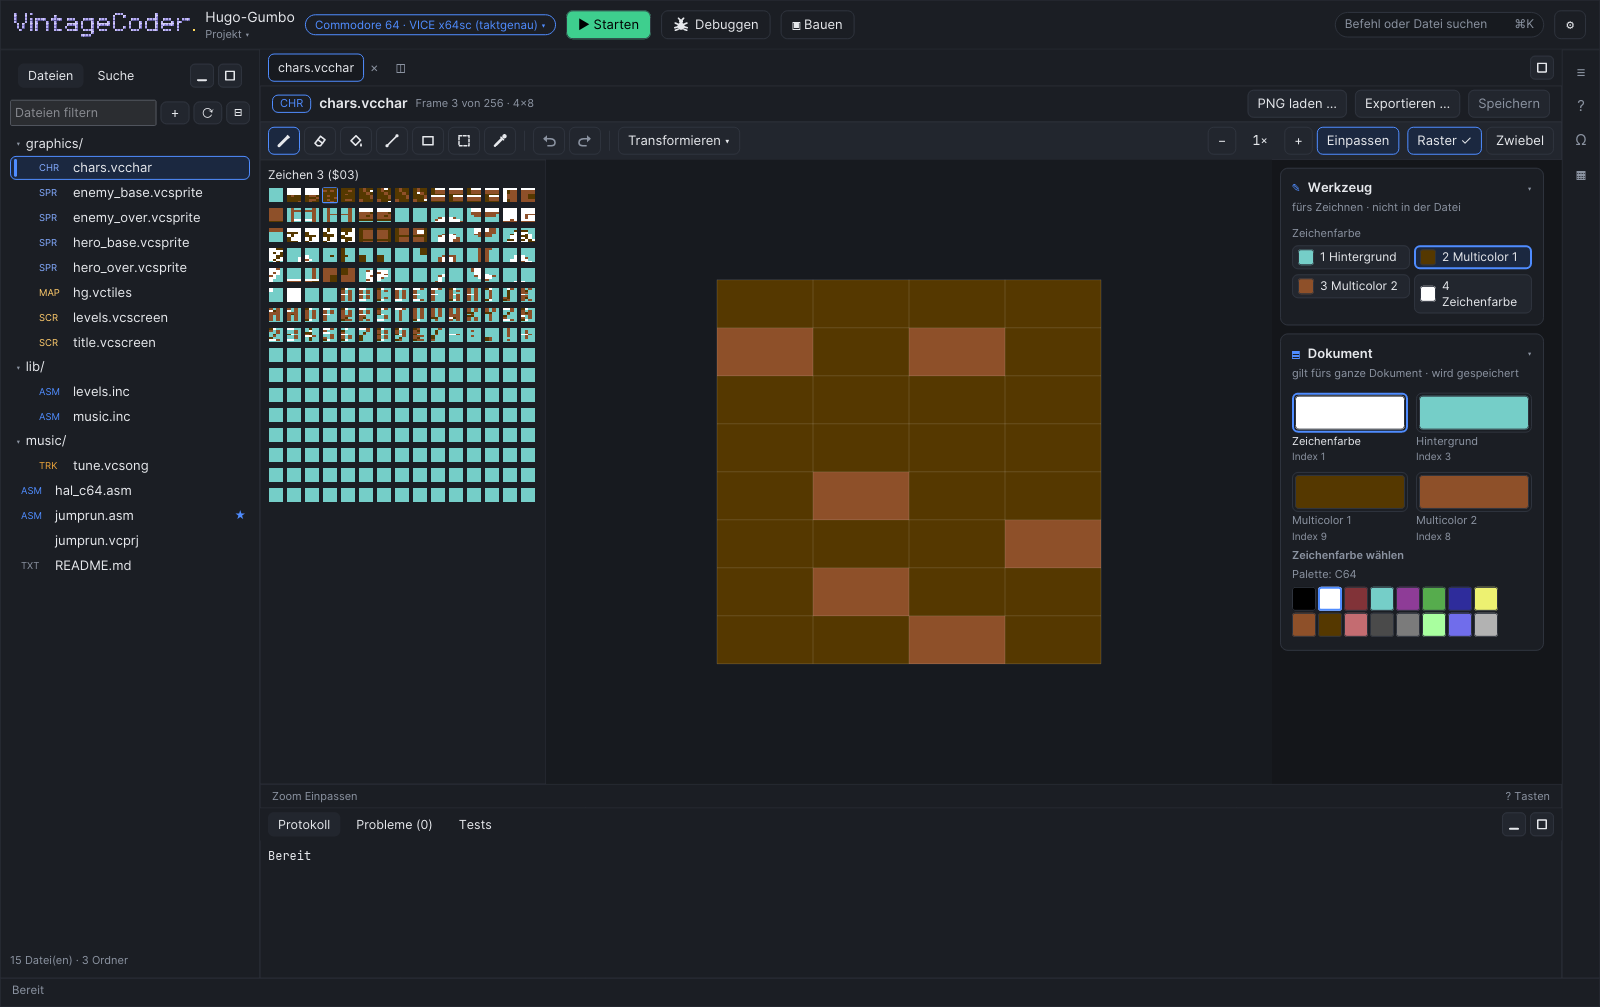 VintageCoder.
Hugo-Gumbo
Projekt
Commodore 64 · VICE x64sc (taktgenau)
Starten
Debuggen
Bauen
Befehl oder Datei suchen ⌘K
Dateien Suche
Dateien filtern
graphics/
CHR chars.vcchar
SPR enemy_base.vcsprite
SPR enemy_over.vcsprite
SPR hero_base.vcsprite
SPR hero_over.vcsprite
MAP hg.vctiles
SCR levels.vcscreen
SCR title.vcscreen
lib/
ASM levels.inc
ASM music.inc
music/
TRK tune.vcsong
ASM hal_c64.asm
ASM jumprun.asm
jumprun.vcprj
TXT README.md
15 Datei(en) · 3 Ordner
chars.vcchar ×
CHR chars.vcchar Frame 3 von 256 · 4×8
PNG laden ... Exportieren ... Speichern
Transformieren
− 1× + Einpassen Raster ✓ Zwiebel
Zeichen 3 ($03)
Werkzeug
fürs Zeichnen · nicht in der Datei
Zeichenfarbe
1 Hintergrund
2 Multicolor 1
3 Multicolor 2
4 Zeichenfarbe
Dokument
gilt fürs ganze Dokument · wird gespeichert
Zeichenfarbe
Index 1
Hintergrund
Index 3
Multicolor 1
Index 9
Multicolor 2
Index 8
Zeichenfarbe wählen
Palette: C64
Zoom Einpassen
? Tasten
Protokoll Probleme (0) Tests
Bereit
Bereit